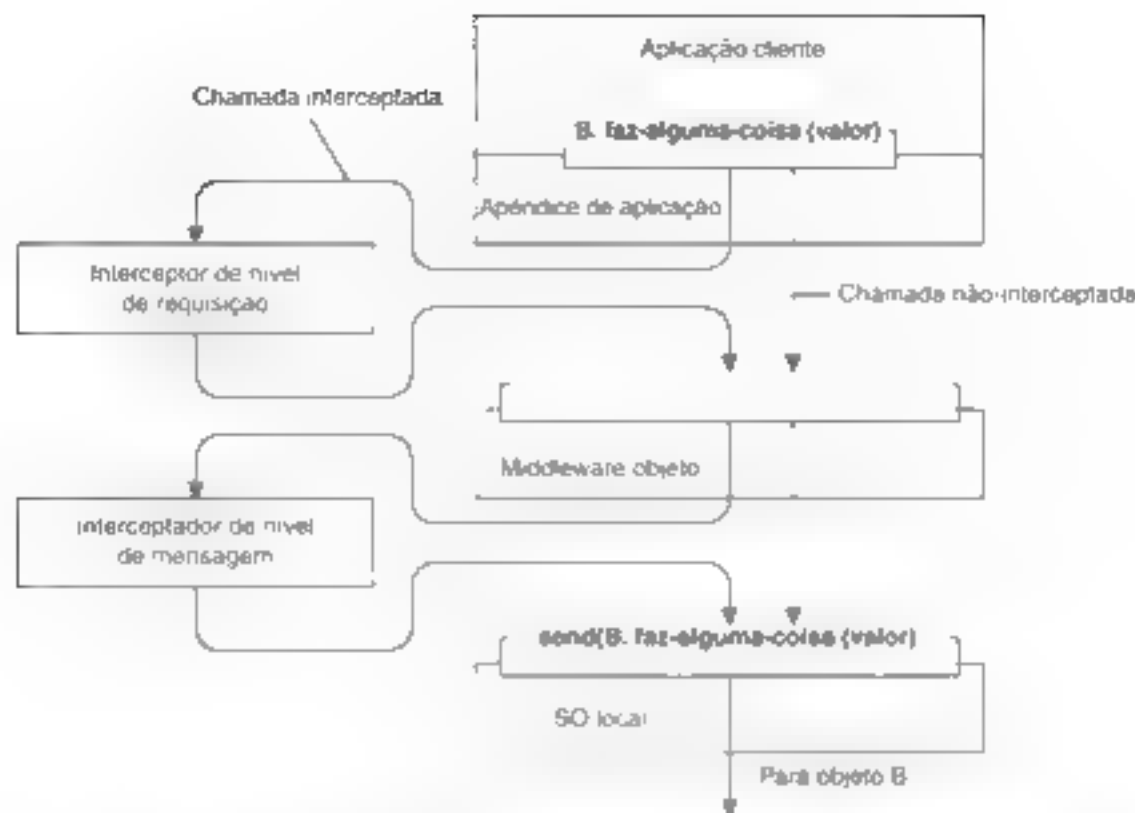 Aplicação cliente
Chamada interceptada
B. faz-alguma-coisa (valor)
Apêndice de aplicação
Interceptor de nível
de requisição
Chamada não-interceptada
Middleware objeto
Interceptador de nível
de mensagem
send(B. faz-alguma-coisa (valor)
SO local
Para objeto B